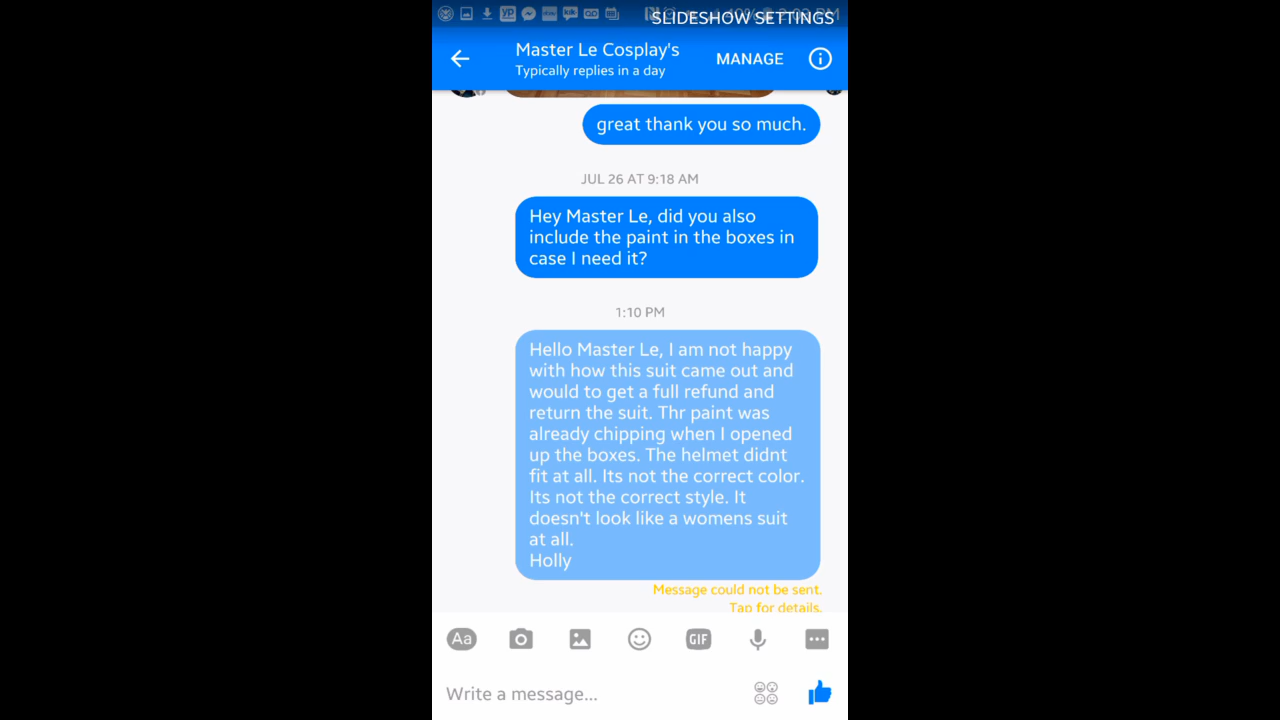 SLIDESHOW SETTINGS
Master Le Cosplay's
Typically replies in a day
MANAGE
great thank you so much.
JUL 26 AT 9:18 AM
Hey Master Le, did you also
include the paint in the boxes in
case I need it?
1:10 PM
Hello Master Le, I am not happy
with how this suit came out and
would to get a full refund and
return the suit. Thr paint was
already chipping when I opened
up the boxes. The helmet didnt
fit at all. Its not the correct color.
Its not the correct style. It
doesn't look like a womens suit
at all.
Holly
Message could not be sent.
Tap for details.
Aa
GIF
Write a message...